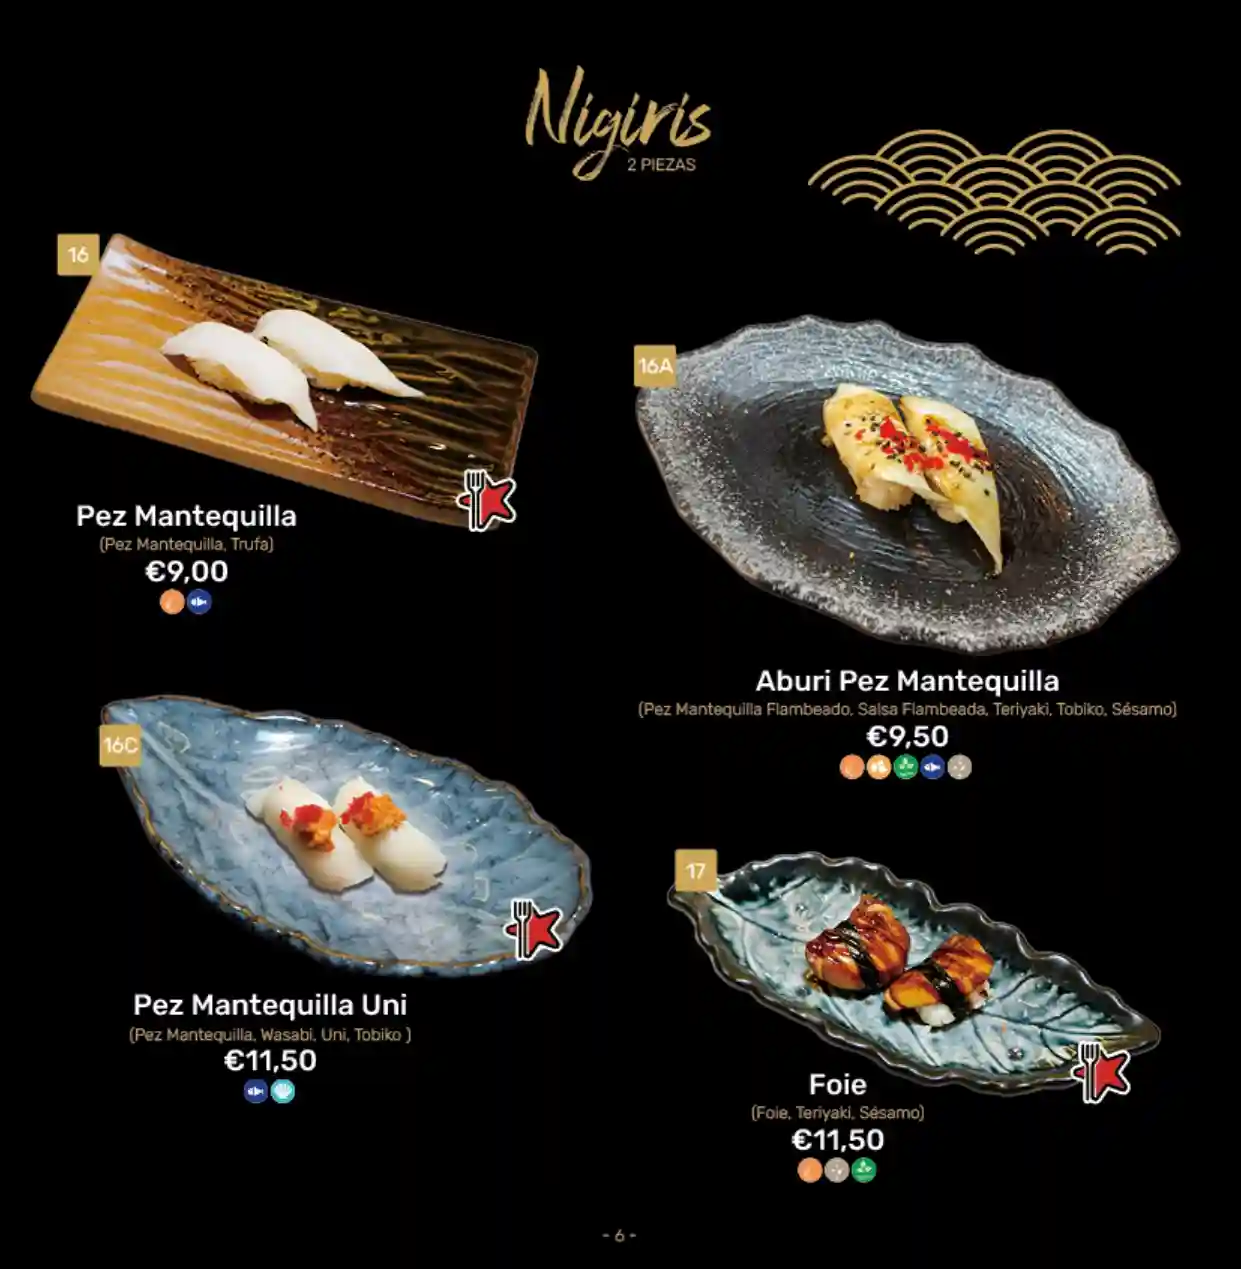 Nigiris
2 PIEZAS
16
Pez Mantequilla
(Pez Mantequilla, Trufa)
€9,00
16A
Aburi Pez Mantequilla
(Pez Mantequilla Flambeado, Salsa Flambeada, Teriyaki, Tobiko, Sésamo)
€9,50
16C
Pez Mantequilla Uni
(Pez Mantequilla, Wasabi, Uni, Tobiko )
€11,50
17
Foie
(Foie, Teriyaki, Sésamo)
€11,50
- 6 -